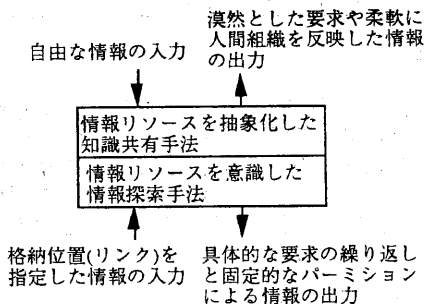 自由な情報の入力
漠然とした要求や柔軟に
人間組織を反映した情報
の出力
情報リソースを抽象化した
知識共有手法
情報リソースを意識した
情報探索手法
格納位置(リンク)を
指定した情報の入力
具体的な要求の繰り返し
と固定的なパーミション
による情報の出力